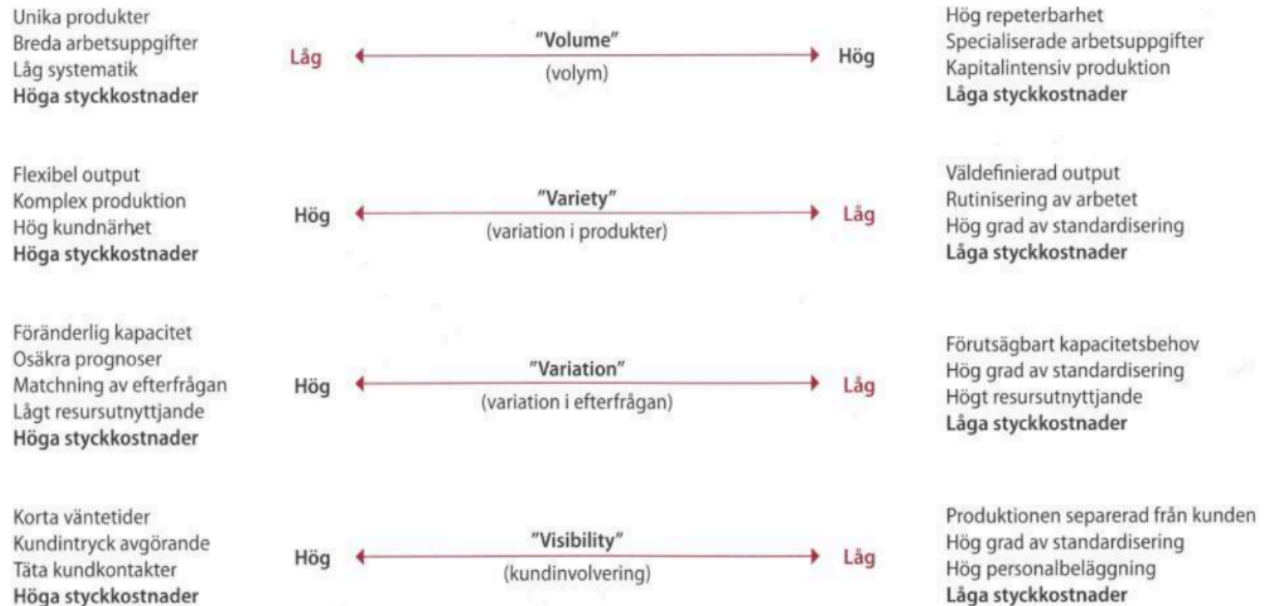 Unika produkter
Breda arbetsuppgifter
Låg systematik
Höga styckkostnader
Låg
"Volume"
(volym)
Hög
Hög repeterbarhet
Specialiserade arbetsuppgifter
Kapitalintensiv produktion
Låga styckkostnader
Flexibel output
Komplex produktion
Hög kundnärhet
Höga styckkostnader
Hög
"Variety"
(variation i produkter)
Låg
Väldefinierad output
Rutinisering av arbetet
Hög grad av standardisering
Låga styckkostnader
Föränderlig kapacitet
Osäkra prognoser
Matchning av efterfrågan
Lågt resursutnyttjande
Höga styckkostnader
Hög
"Variation"
(variation i efterfrågan)
Låg
Förutsägbart kapacitetsbehov
Hög grad av standardisering
Högt resursutnyttjande
Låga styckkostnader
Korta väntetider
Kundintryck avgörande
Täta kundkontakter
Höga styckkostnader
Hög
"Visibility"
(kundinvolvering)
Låg
Produktionen separerad från kunden
Hög grad av standardisering
Hög personalbeläggning
Låga styckkostnader